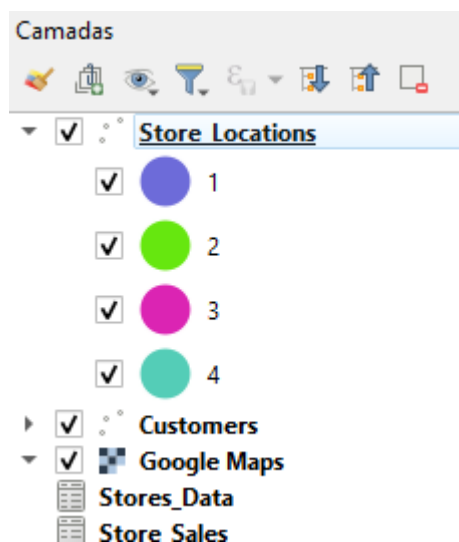 Camadas
Store_Locations
1
2
3
4
Customers
Google Maps
Stores_Data
Store_Sales